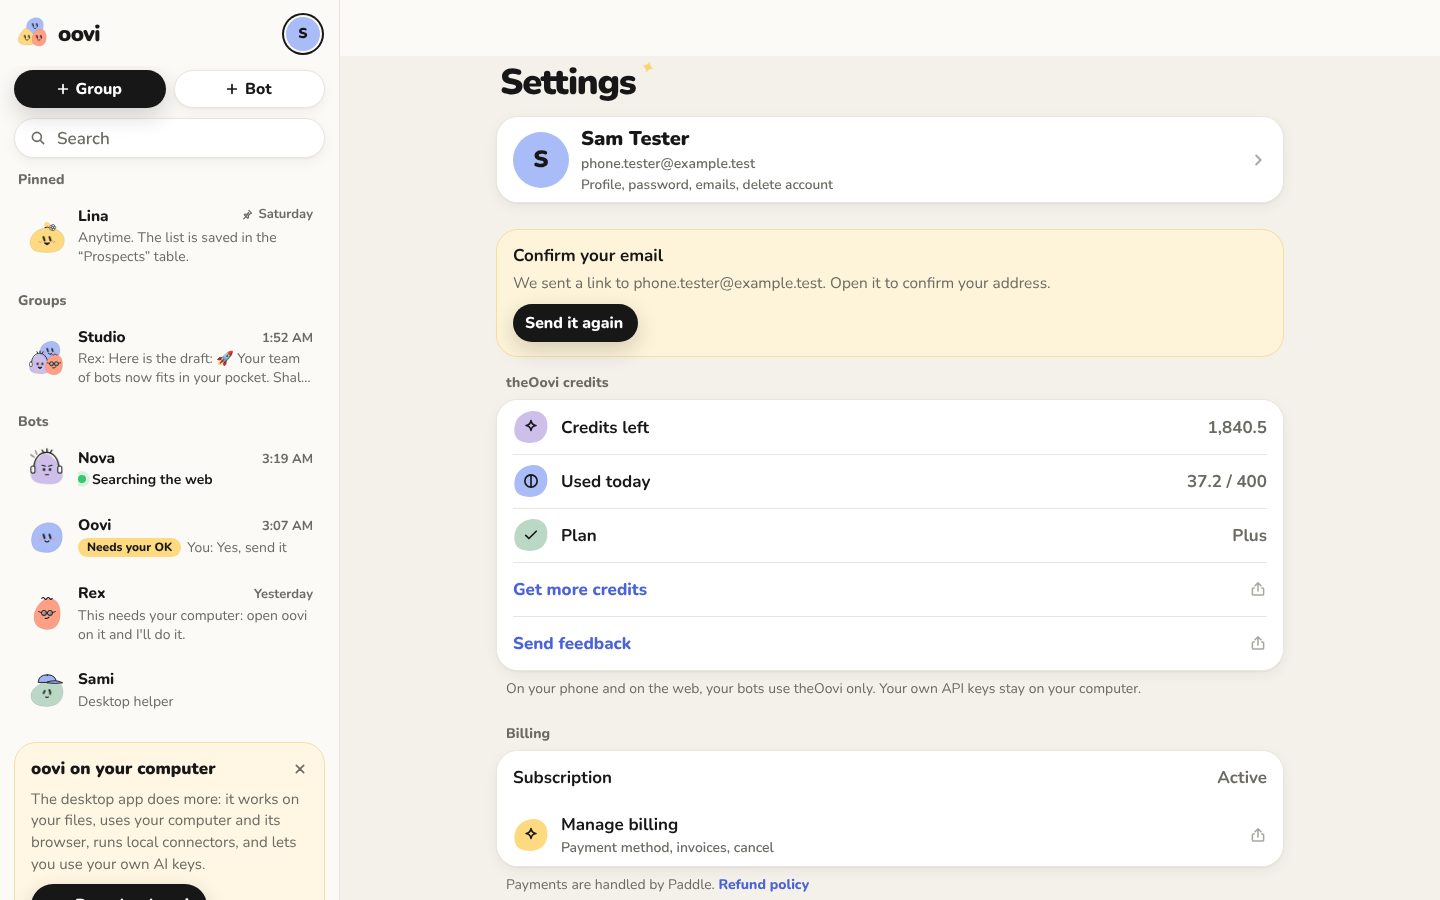 oovi
S
+ Group
+ Bot
Search
Pinned
Lina
Saturday
Anytime. The list is saved in the
“Prospects” table.
Groups
Studio
1:52 AM
Rex: Here is the draft: 🚀 Your team
of bots now fits in your pocket. Shal...
Bots
Nova
3:19 AM
Searching the web
Oovi
3:07 AM
Needs your OK
You: Yes, send it
Rex
Yesterday
This needs your computer: open oovi
on it and I'll do it.
Sami
Desktop helper
oovi on your computer
The desktop app does more: it works on
your files, uses your computer and its
browser, runs local connectors, and lets
you use your own AI keys.
Settings
S
Sam Tester
phone.tester@example.test
Profile, password, emails, delete account
Confirm your email
We sent a link to phone.tester@example.test. Open it to confirm your address.
Send it again
theOovi credits
Credits left
1,840.5
Used today
37.2 / 400
Plan
Plus
Get more credits
Send feedback
On your phone and on the web, your bots use theOovi only. Your own API keys stay on your computer.
Billing
Subscription
Active
Manage billing
Payment method, invoices, cancel
Payments are handled by Paddle. Refund policy